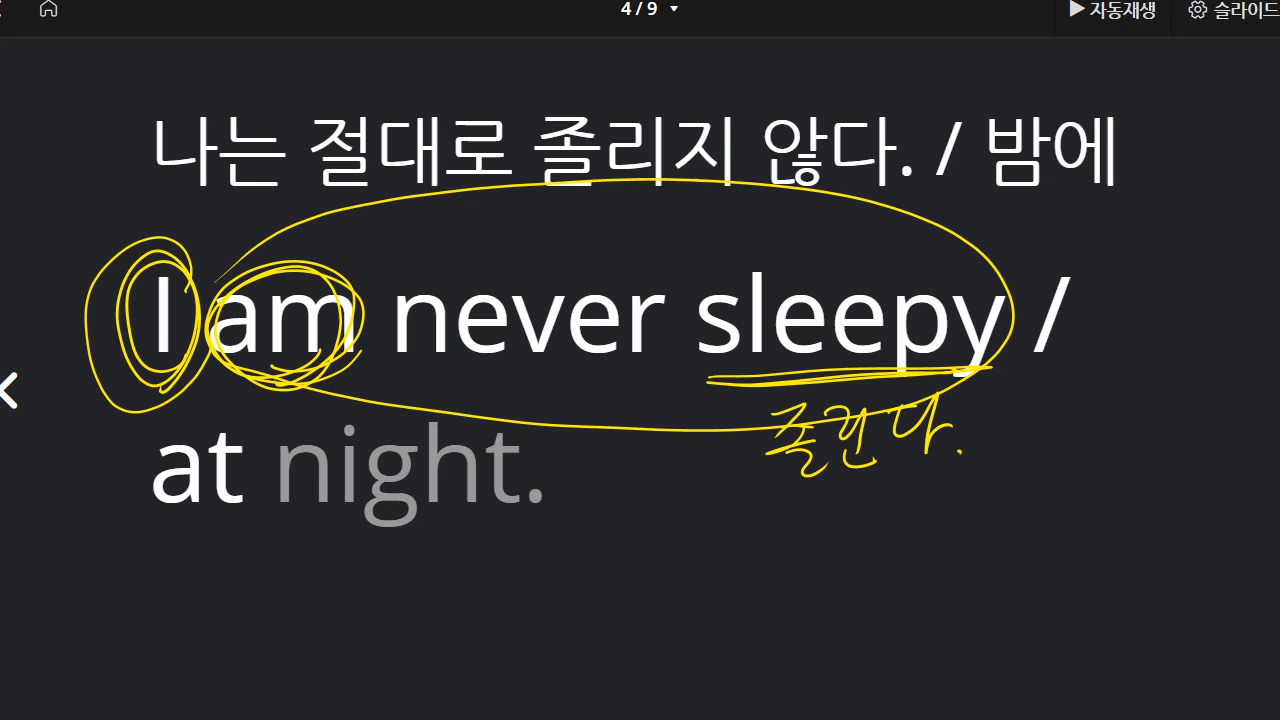 4 / 9
▶ 자동재생
슬라이드
나는 절대로 졸리지 않다. / 밤에
I am never sleepy /
졸린다.
at night.